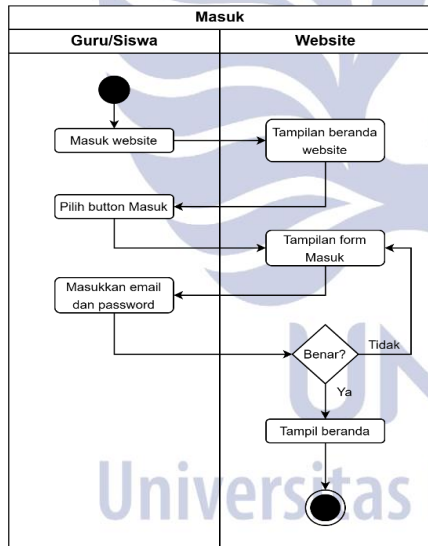 Masuk
Guru/Siswa
Website
Masuk website
Tampilan beranda
website
Pilih button Masuk
Tampilan form
Masuk
Masukkan email
dan password
Benar?
Tidak
Ya
Tampil beranda
UN
Universitas